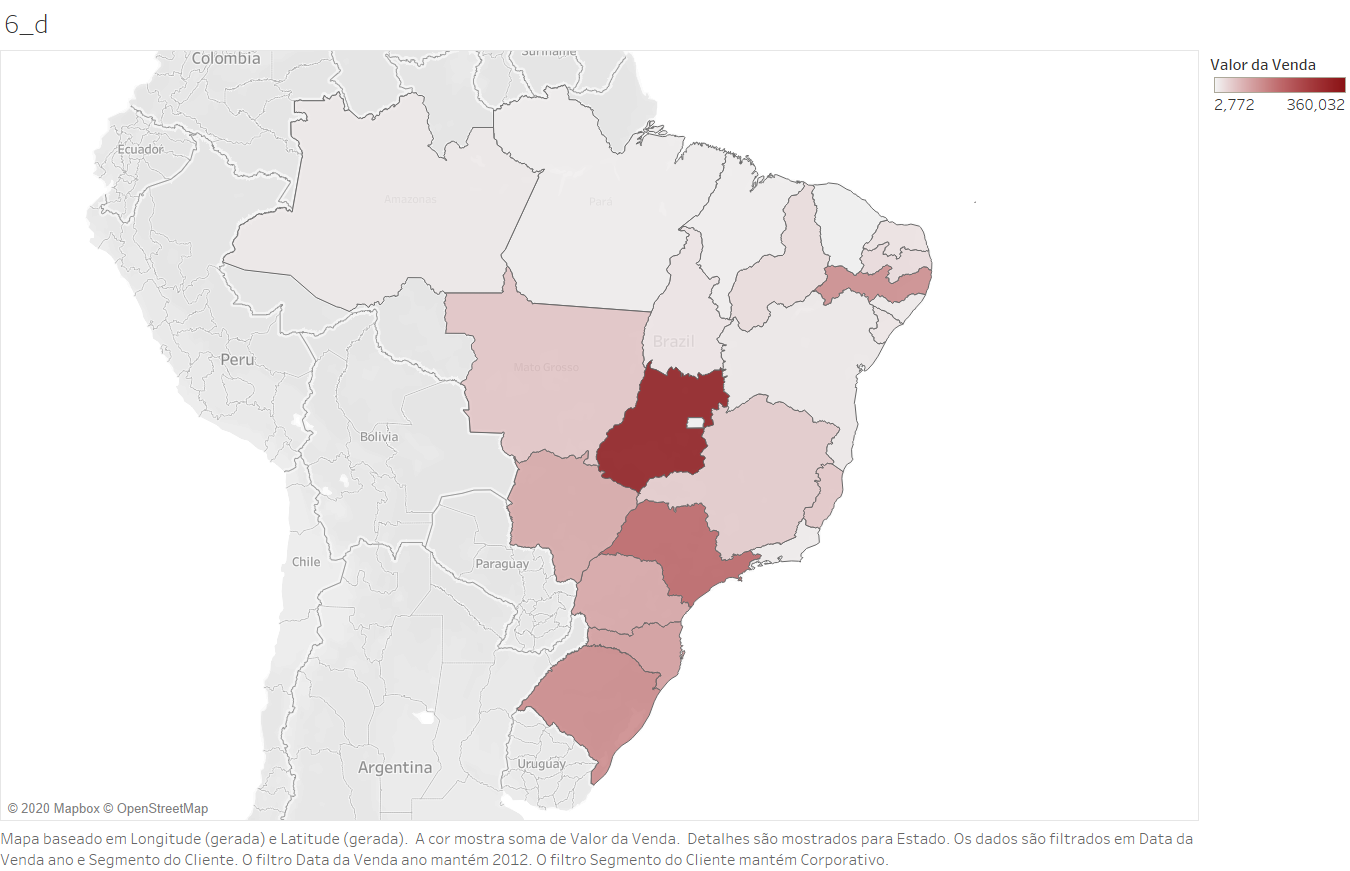 6_d
Colombia
Suriname
Valor da Venda
2,772 360,032
Ecuador
Amazonas
Pará
Brazil
Peru
Mato Grosso
Bolivia
Chile
Paraguay
Uruguay
Argentina
© 2020 Mapbox © OpenStreetMap
Mapa baseado em Longitude (gerada) e Latitude (gerada). A cor mostra soma de Valor da Venda. Detalhes são mostrados para Estado. Os dados são filtrados em Data da
Venda ano e Segmento do Cliente. O filtro Data da Venda ano mantém 2012. O filtro Segmento do Cliente mantém Corporativo.